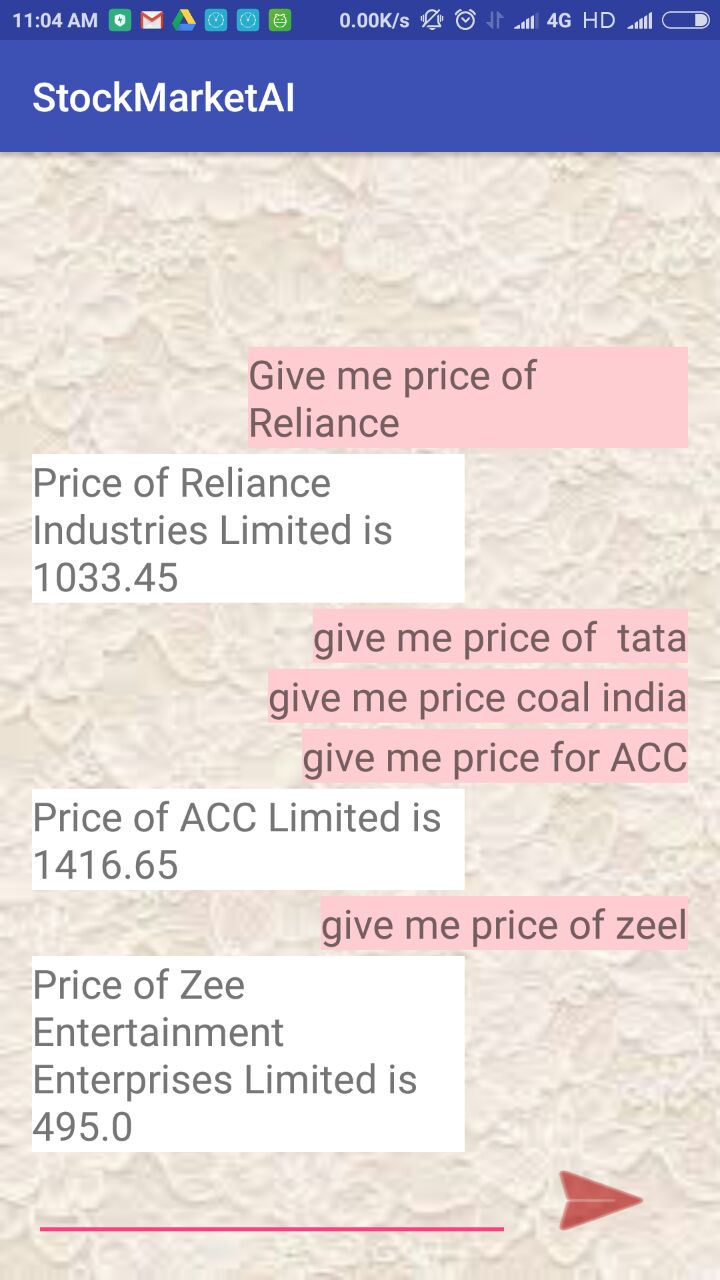 11:04 AM 0.00K/s 4G HD
StockMarketAI
Give me price of
Reliance
Price of Reliance
Industries Limited is
1033.45
give me price of  tata
give me price coal india
give me price for ACC
Price of ACC Limited is
1416.65
give me price of zeel
Price of Zee
Entertainment
Enterprises Limited is
495.0